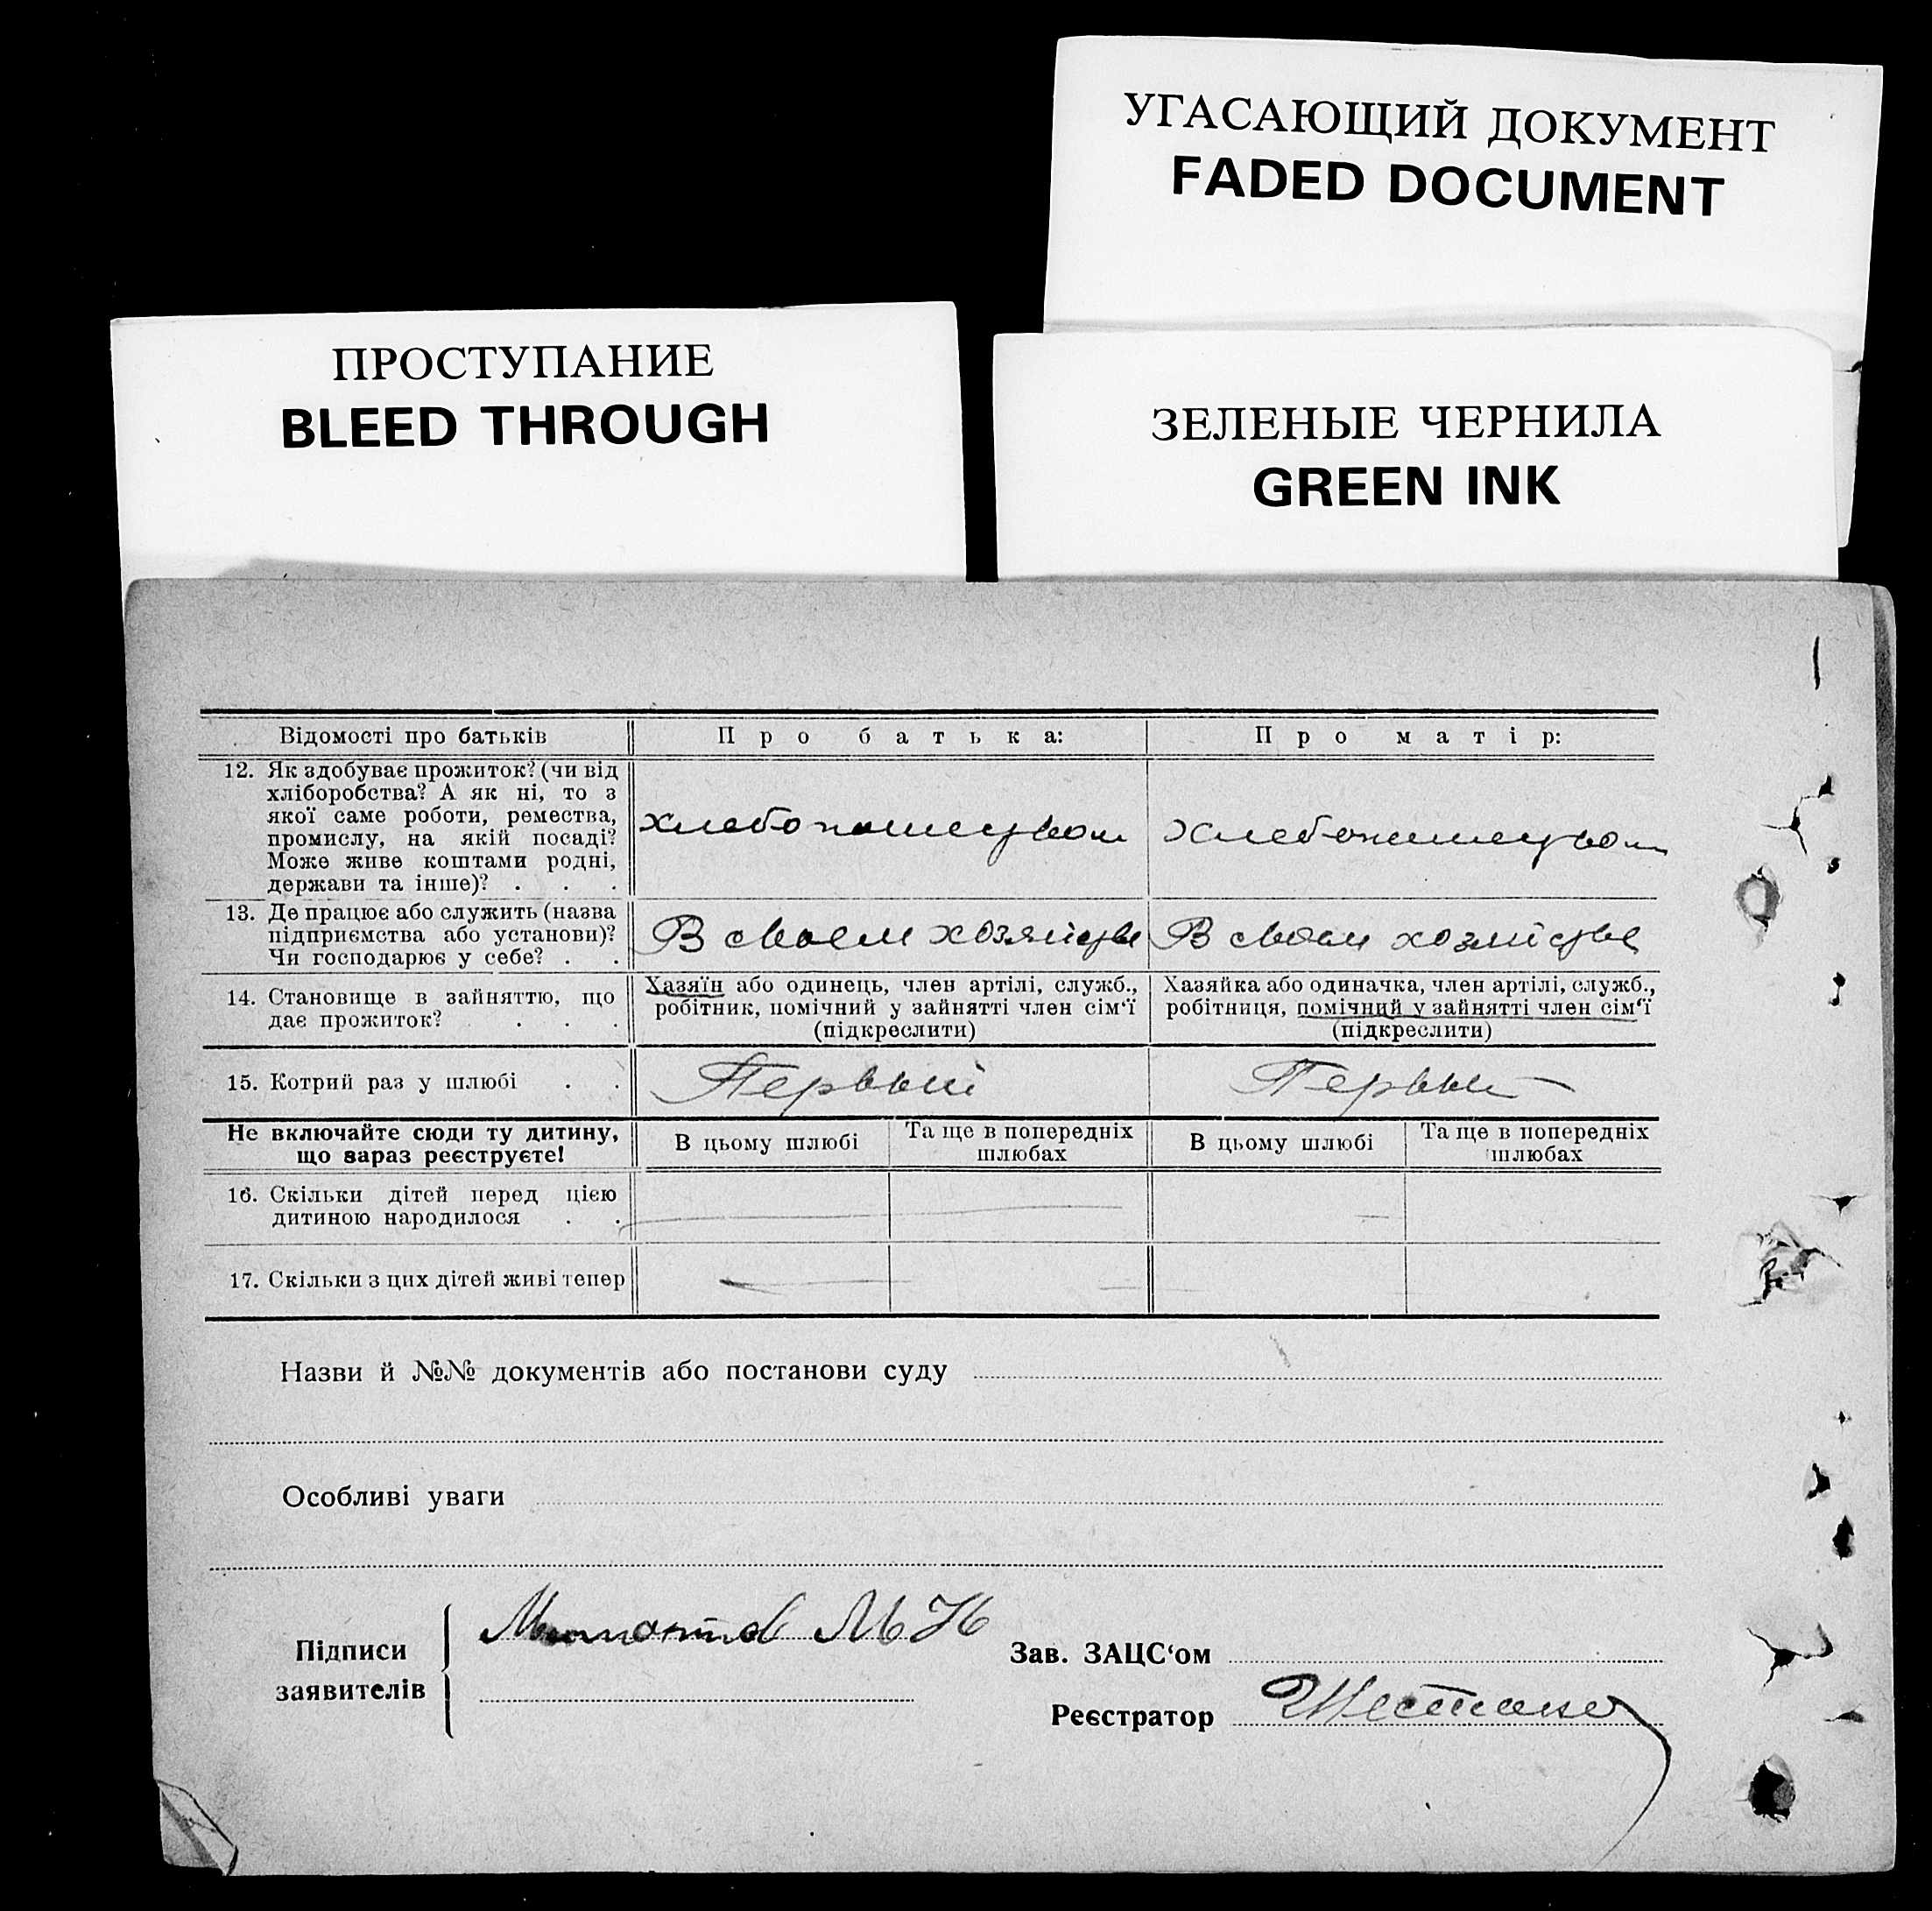 УГАСАЮЩИЙ ДОКУМЕНТ
FADED DOCUMENT
ПРОСТУПАНИЕ
BLEED THROUGH
ЗЕЛЕНЫЕ ЧЕРНИЛА
GREEN INK
Відомості про батьків
Про батька:
Про матір:
12. Як здобуває прожиток? (чи від
хліборобства? А як ні, то з
якої саме роботи, ремества,
промислу, на якій посаді?
Може живе коштами родні,
держави та інше)? . . .
хлебопашеством
хлебопашеством
13. Де працює або служить (назва
підприємства або установи)?
Чи господарює у себе? . .
В своем хозяйстве
В своем хозяйстве
14. Становище в зайняттю, що
дає прожиток? . . .
Хазяїн або одинець, член артілі, служб.,
робітник, помічний у зайнятті член сім‘ї
(підкреслити)
Хазяйка або одиначка, член артілі, служб.,
робітниця, помічний у зайнятті член сім‘ї
(підкреслити)
15. Котрий раз у шлюбі . .
Первый
Первый
Не включайте сюди ту дитину,
що зараз реєструєте!
В цьому шлюбі
Та ще в попередніх
шлюбах
В цьому шлюбі
Та ще в попередніх
шлюбах
16. Скільки дітей перед цією
дитиною народилося . .
17. Скільки з цих дітей живі тепер
Назви й №№ документів або постанови суду
Особливі уваги
Підписи
заявителів
М Н
Зав. ЗАЦС‘ом
Реєстратор